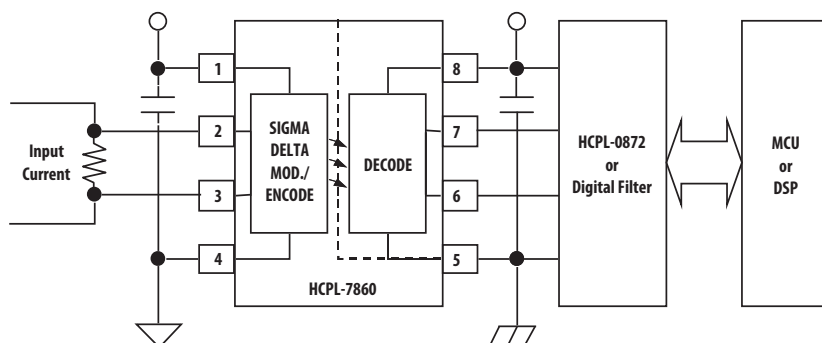 1
8
2
7
3
6
4
5
Input
Current
SIGMA
DELTA
MOD./
ENCODE
DECODE
HCPL-7860
HCPL-0872
or
Digital Filter
MCU
or
DSP